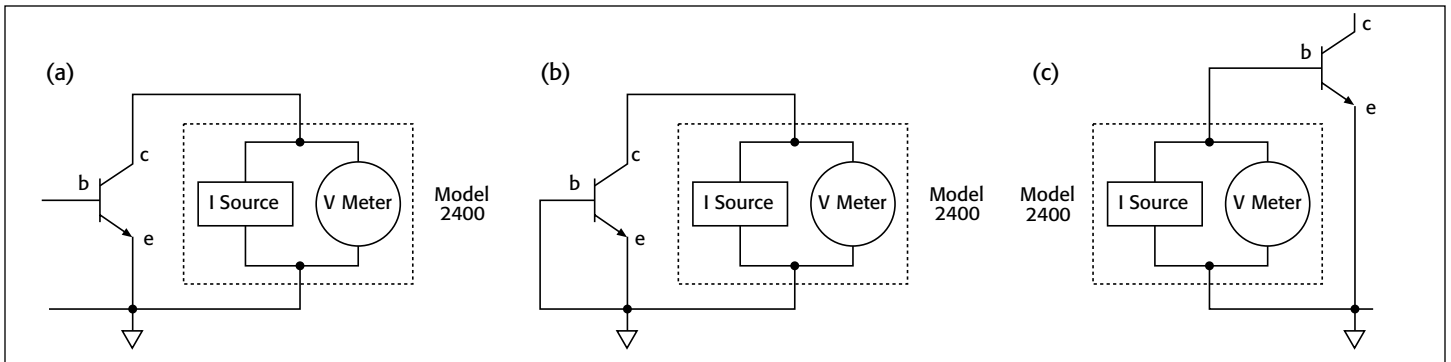 (a)
c
b
e
I Source
V Meter
Model
2400
(b)
c
b
e
I Source
V Meter
Model
2400
(c)
c
b
e
Model
2400
I Source
V Meter